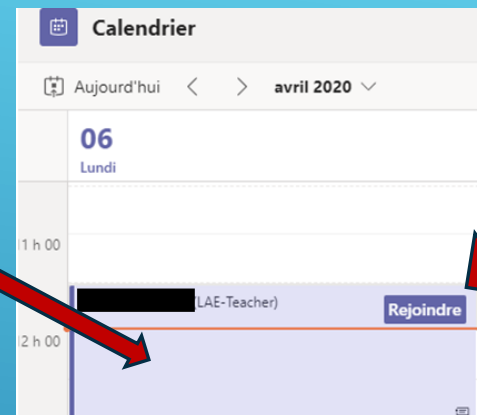 Calendrier
Aujourd'hui < > avril 2020
06
Lundi
11 h 00
(LAE-Teacher)
Rejoindre
12 h 00